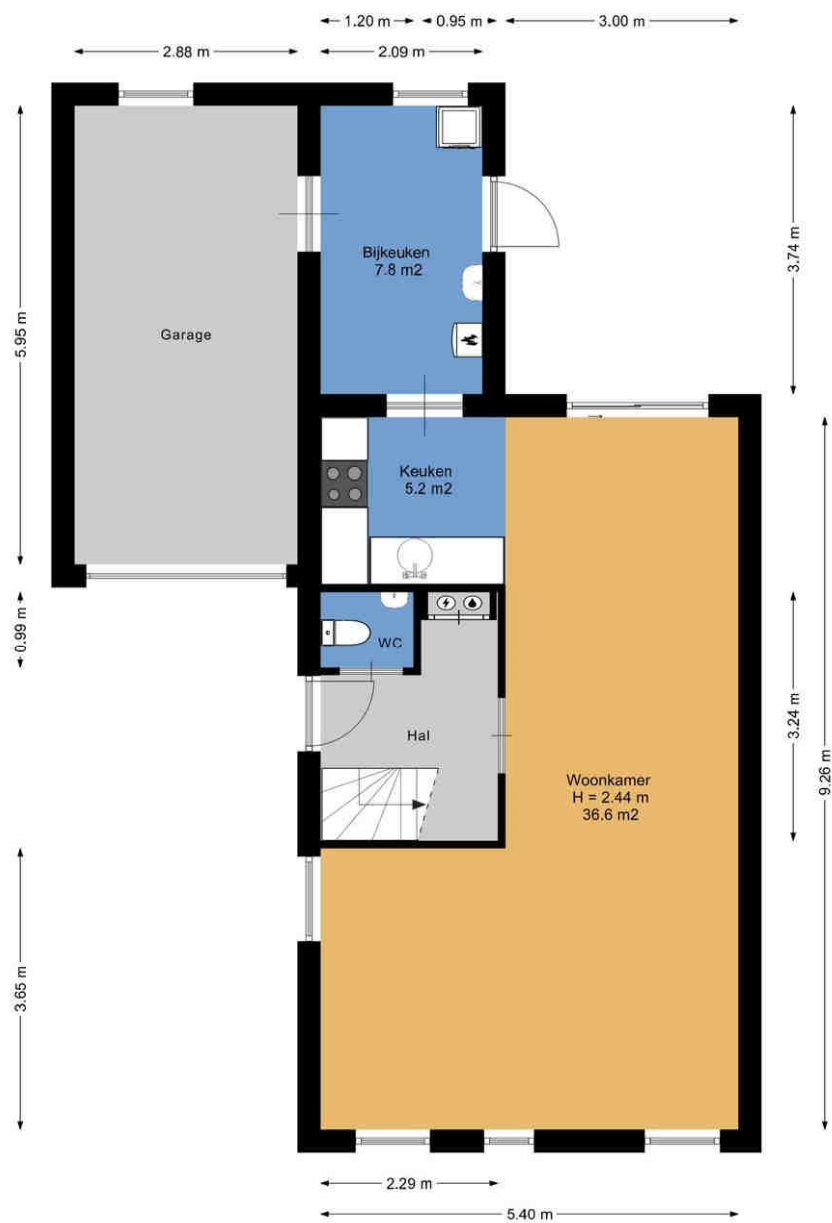 1.20 m
0.95 m
3.00 m
2.88 m
2.09 m
Bijkeuken
7.8 m2
3.74 m
5.95 m
Garage
Keuken
5.2 m2
0.99 m
WC
Hal
3.24 m
Woonkamer
H = 2.44 m
36.6 m2
9.26 m
3.65 m
2.29 m
5.40 m